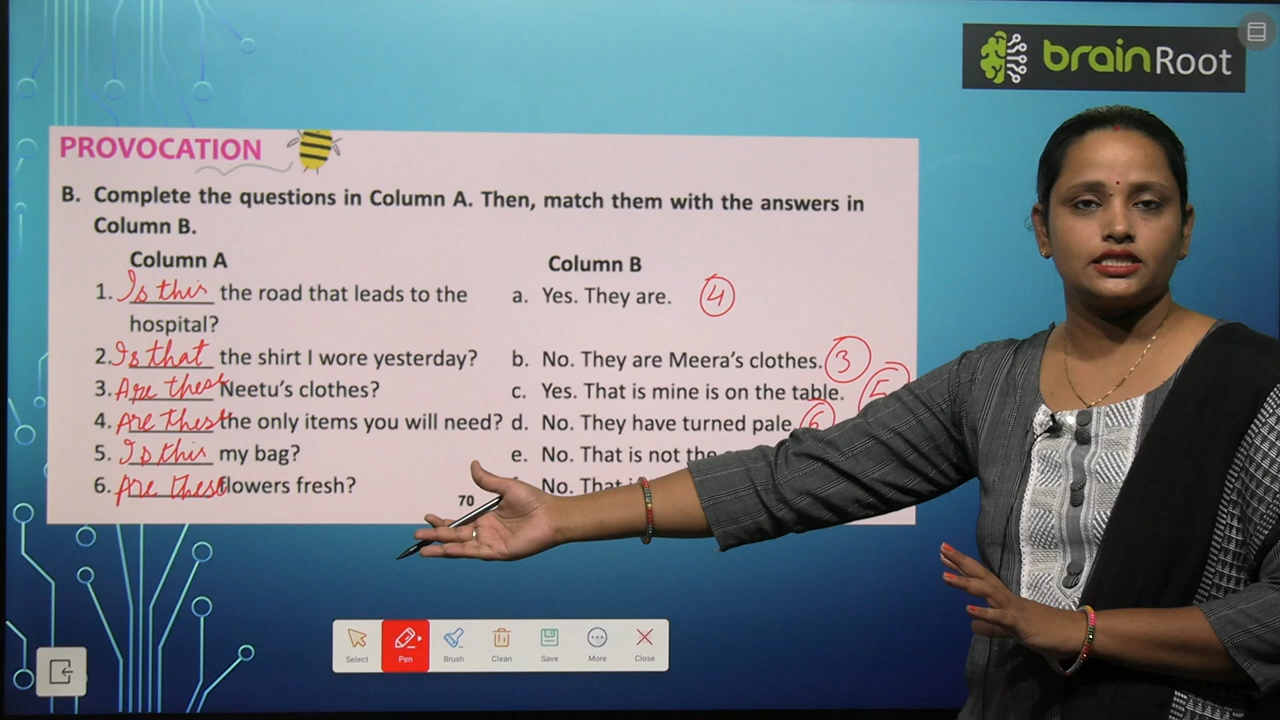 brainRoot
PROVOCATION
B. Complete the questions in Column A. Then, match them with the answers in
Column B.
Column A Column B
1. Is this the road that leads to the a. Yes. They are. 4
hospital?
2. Is that the shirt I wore yesterday? b. No. They are Meera's clothes. 3
3. Are these Neetu's clothes? c. Yes. That is mine is on the table. 5
4. Are these the only items you will need? d. No. They have turned pale. 6
5. Is this my bag? e. No. That is not the
6. Are these flowers fresh? No. That
70
Select Pen Brush Clean Save More Close